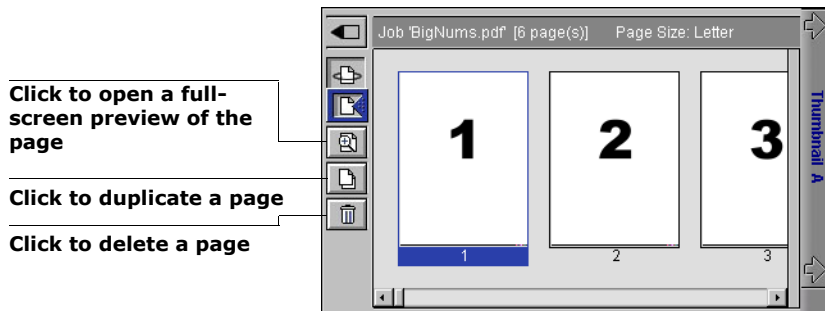 Job 'BigNums.pdf' [6 page(s)] Page Size: Letter
Click to open a full-
screen preview of the
page
Click to duplicate a page
Click to delete a page
1
2
3
1
2
3
Thumbnail A